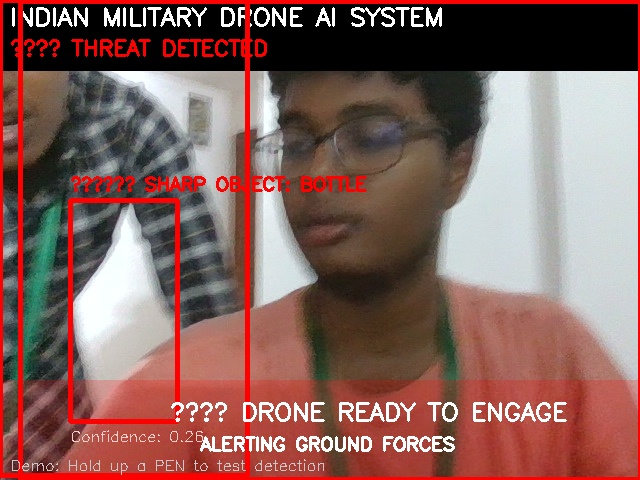 INDIAN MILITARY DRONE AI SYSTEM
???? THREAT DETECTED
?????? SHARP OBJECT: BOTTLE
???? DRONE READY TO ENGAGE
Confidence: 0.26
ALERTING GROUND FORCES
Demo: Hold up a PEN to test detection